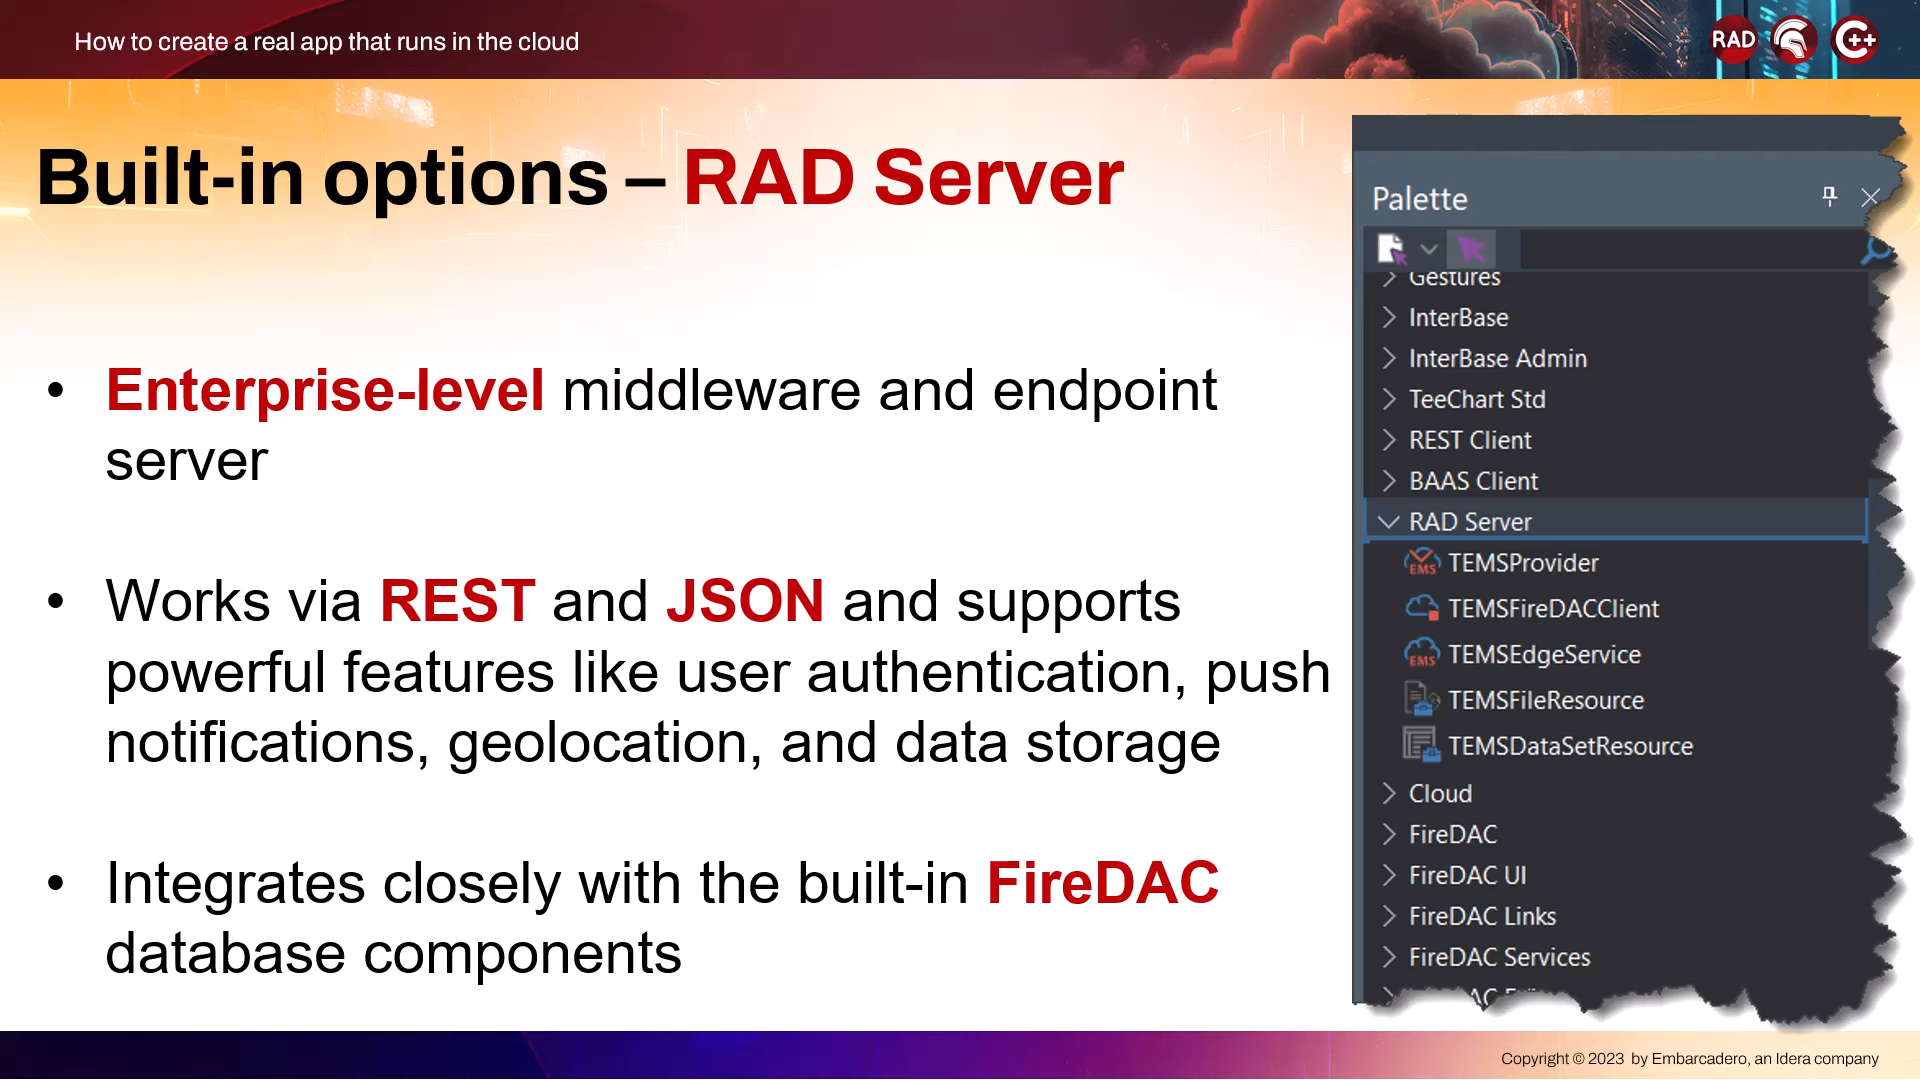 How to create a real app that runs in the cloud
RAD
C++
Built-in options – RAD Server
• Enterprise-level middleware and endpoint
server
• Works via REST and JSON and supports
powerful features like user authentication, push
notifications, geolocation, and data storage
• Integrates closely with the built-in FireDAC
database components
Palette
Gestures
InterBase
InterBase Admin
TeeChart Std
REST Client
BAAS Client
RAD Server
EMS TEMSProvider
TEMSFireDACClient
EMS TEMSEdgeService
TEMSFileResource
TEMSDataSetResource
Cloud
FireDAC
FireDAC UI
FireDAC Links
FireDAC Services
Copyright © 2023 by Embarcadero, an Idera company